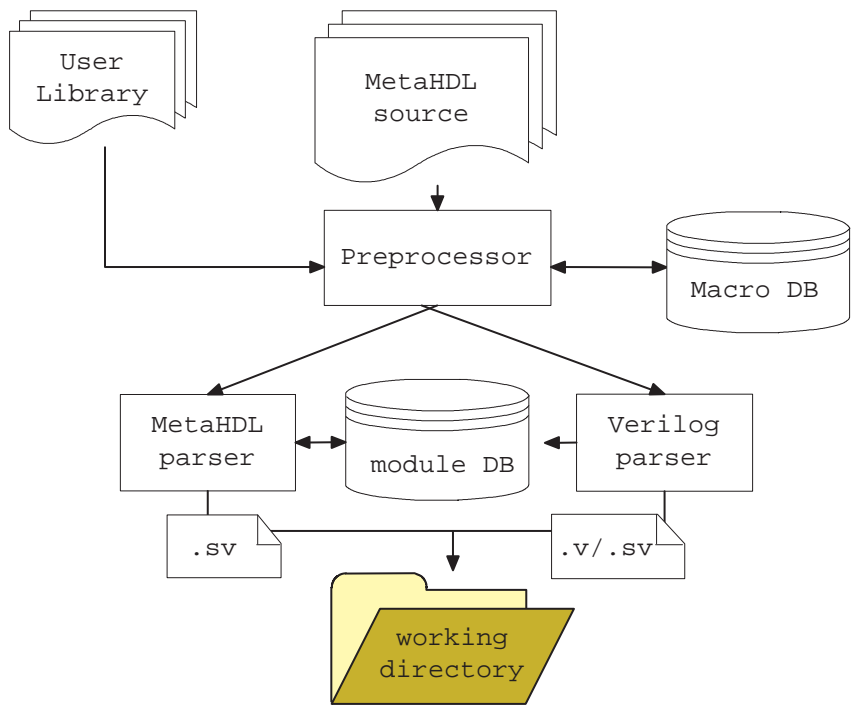 User
Library
MetaHDL
source
Preprocessor
Macro DB
MetaHDL
parser
module DB
Verilog
parser
.sv
.v/.sv
working
directory